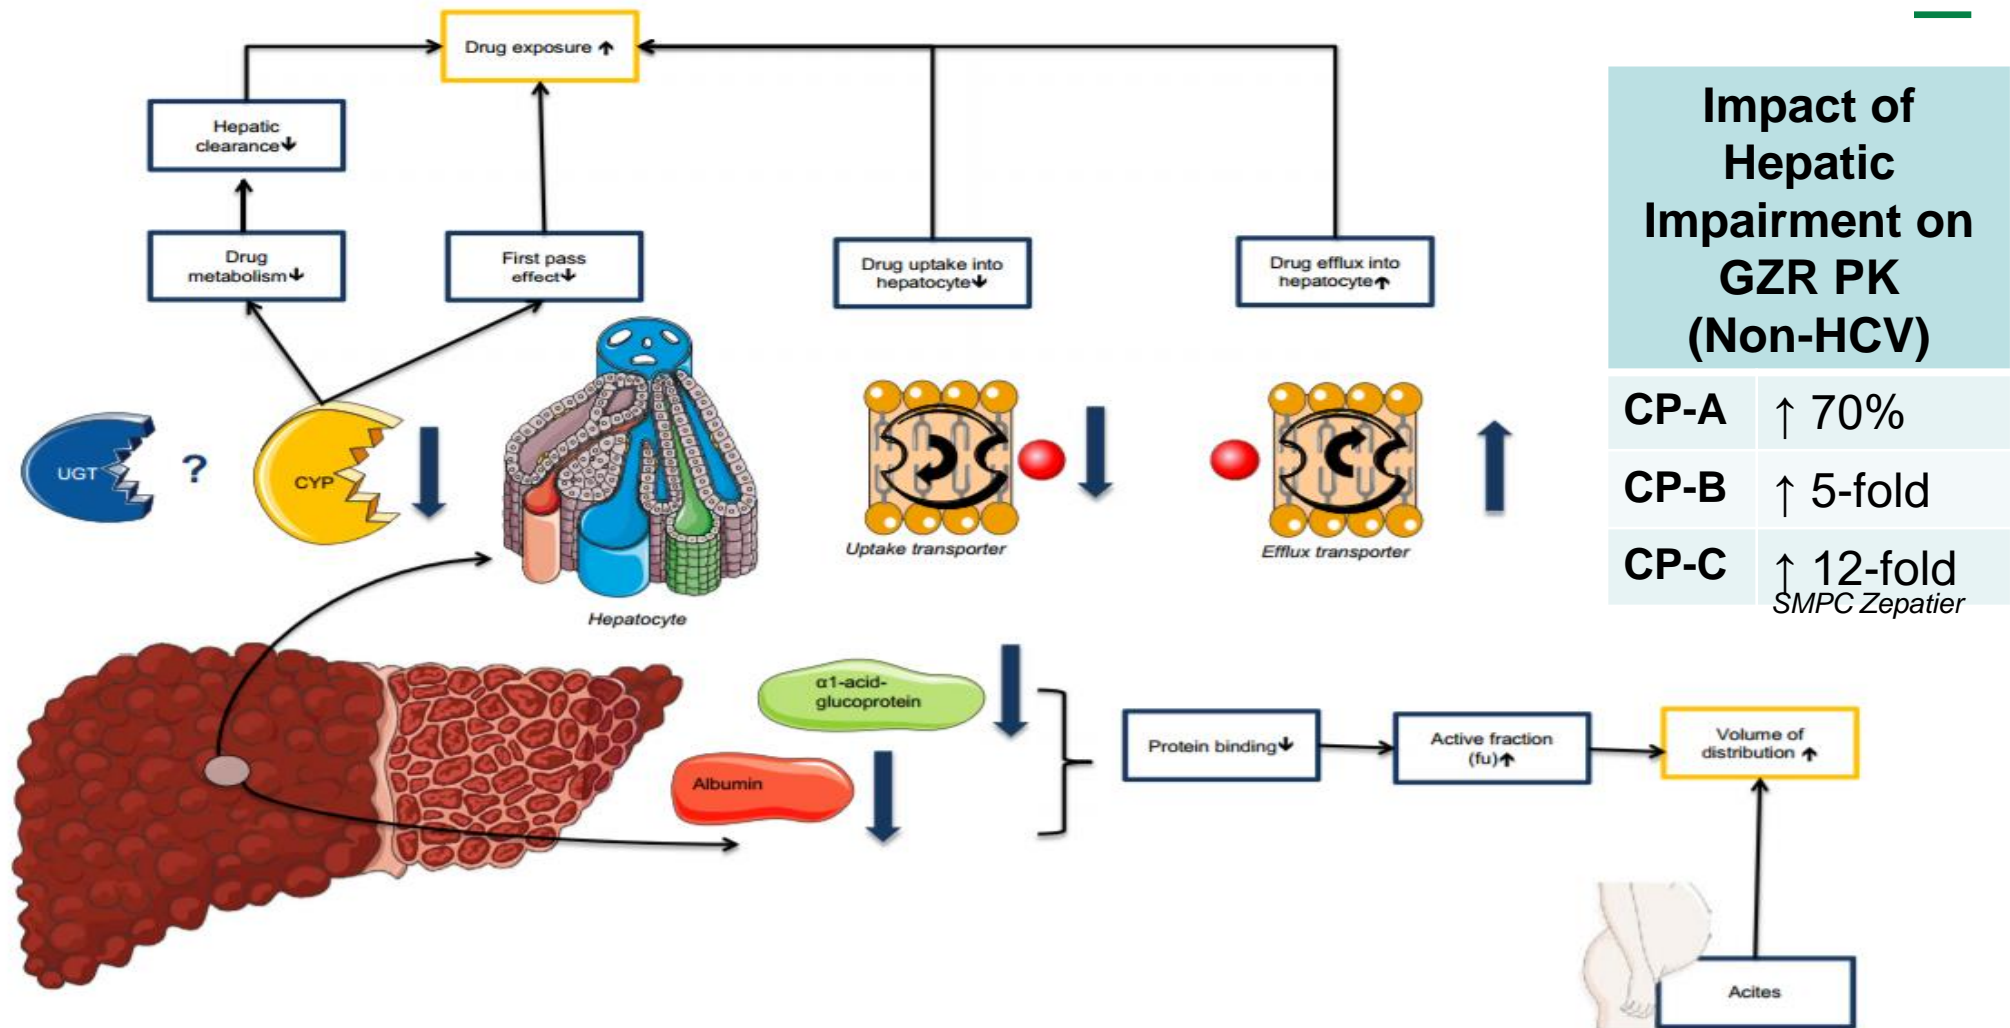 Drug exposure ↑
Hepatic
clearance↓
Drug
metabolism↓
First pass
effect↓
Drug uptake into
hepatocyte↓
Drug efflux into
hepatocyte↑
UGT
?
CYP
Hepatocyte
Uptake transporter
Efflux transporter
Impact of
Hepatic
Impairment on
GZR PK
(Non-HCV)
CP-A ↑ 70%
CP-B ↑ 5-fold
CP-C ↑ 12-fold
SMPC Zepatier
α1-acid-
glucoprotein
Albumin
Protein binding↓
Active fraction
(fu)↑
Volume of
distribution ↑
Acites